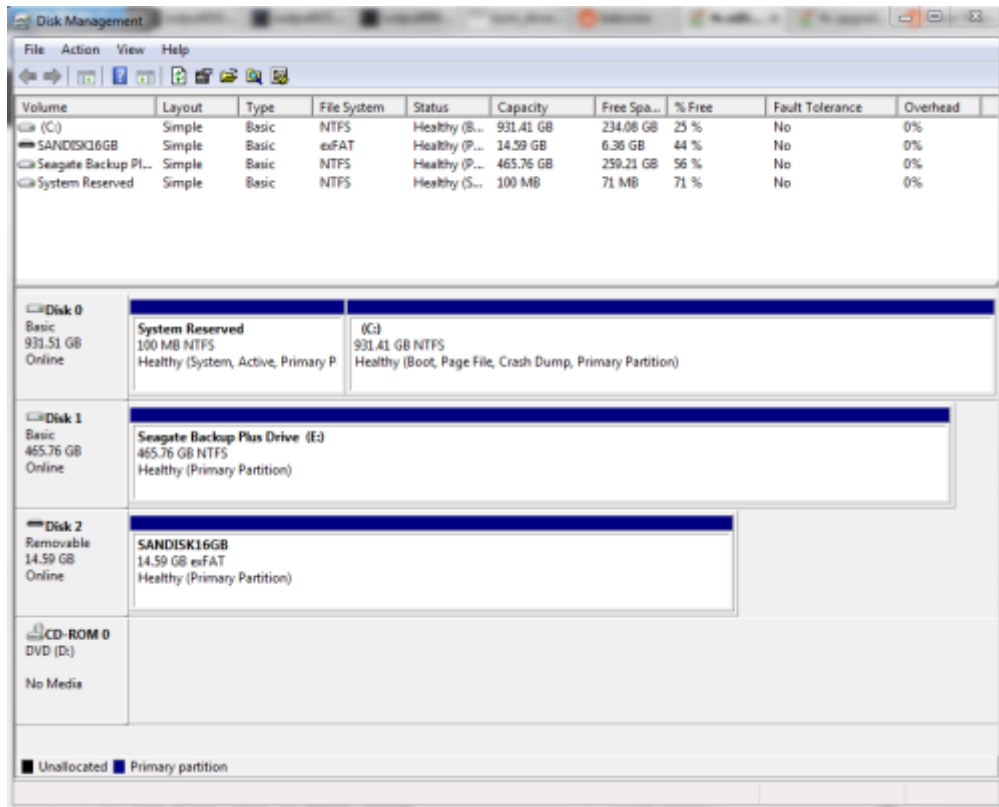 Disk Management
File Action View Help
Volume Layout Type File System Status Capacity Free Spa... % Free Fault Tolerance Overhead
(C:) Simple Basic NTFS Healthy (B... 931.41 GB 234.08 GB 25 % No 0%
SANDISK16GB Simple Basic exFAT Healthy (P... 14.59 GB 6.36 GB 44 % No 0%
Seagate Backup Pl... Simple Basic NTFS Healthy (P... 465.76 GB 259.21 GB 56 % No 0%
System Reserved Simple Basic NTFS Healthy (S... 100 MB 71 MB 71 % No 0%
Disk 0
Basic
931.51 GB
Online
System Reserved
100 MB NTFS
Healthy (System, Active, Primary P
(C:)
931.41 GB NTFS
Healthy (Boot, Page File, Crash Dump, Primary Partition)
Disk 1
Basic
465.76 GB
Online
Seagate Backup Plus Drive (E:)
465.76 GB NTFS
Healthy (Primary Partition)
Disk 2
Removable
14.59 GB
Online
SANDISK16GB
14.59 GB exFAT
Healthy (Primary Partition)
CD-ROM 0
DVD (D:)
No Media
Unallocated Primary partition